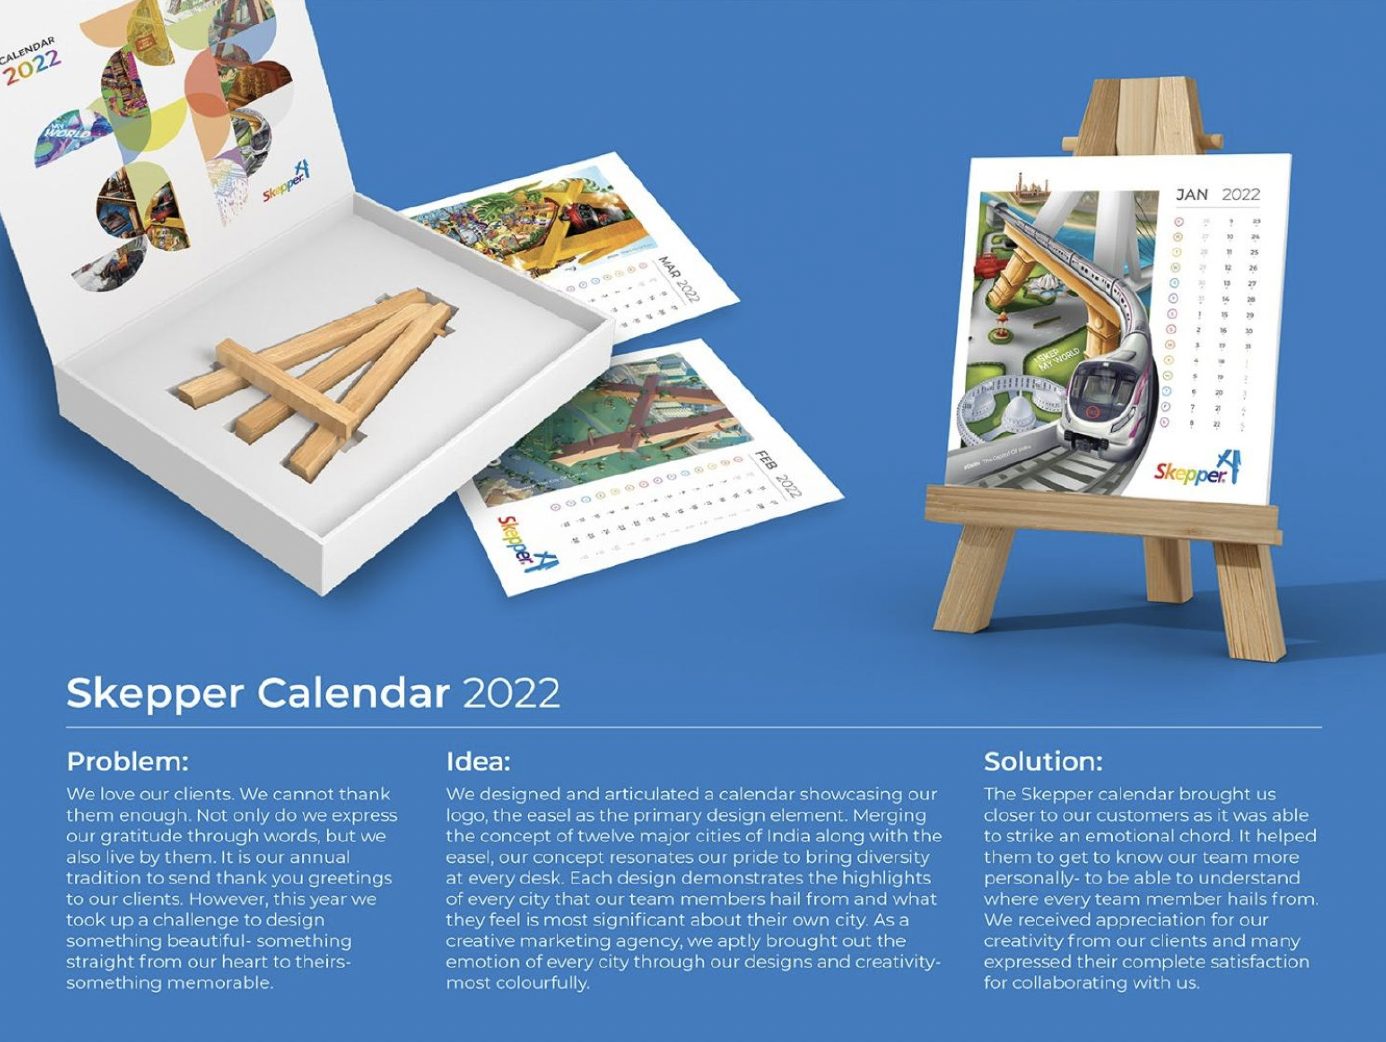 CALENDAR
2022
MY
WORLD
Skepper
MAR 2022
FEB 2022
Skepper
JAN 2022
I SKEP
MY WORLD
Skepper
Skepper Calendar 2022
Problem:
We love our clients. We cannot thank
them enough. Not only do we express
our gratitude through words, but we
also live by them. It is our annual
tradition to send thank you greetings
to our clients. However, this year we
took up a challenge to design
something beautiful- something
straight from our heart to theirs-
something memorable.
Idea:
We designed and articulated a calendar showcasing our
logo, the easel as the primary design element. Merging
the concept of twelve major cities of India along with the
easel, our concept resonates our pride to bring diversity
at every desk. Each design demonstrates the highlights
of every city that our team members hail from and what
they feel is most significant about their own city. As a
creative marketing agency, we aptly brought out the
emotion of every city through our designs and creativity-
most colourfully.
Solution:
The Skepper calendar brought us
closer to our customers as it was able
to strike an emotional chord. It helped
them to get to know our team more
personally- to be able to understand
where every team member hails from.
We received appreciation for our
creativity from our clients and many
expressed their complete satisfaction
for collaborating with us.